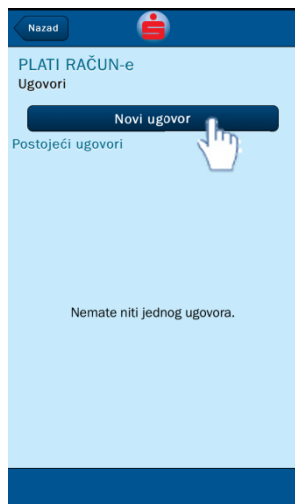 Nazad
PLATI RAČUN-e
Ugovori
Novi ugovor
Postojeći ugovori
Nemate niti jednog ugovora.